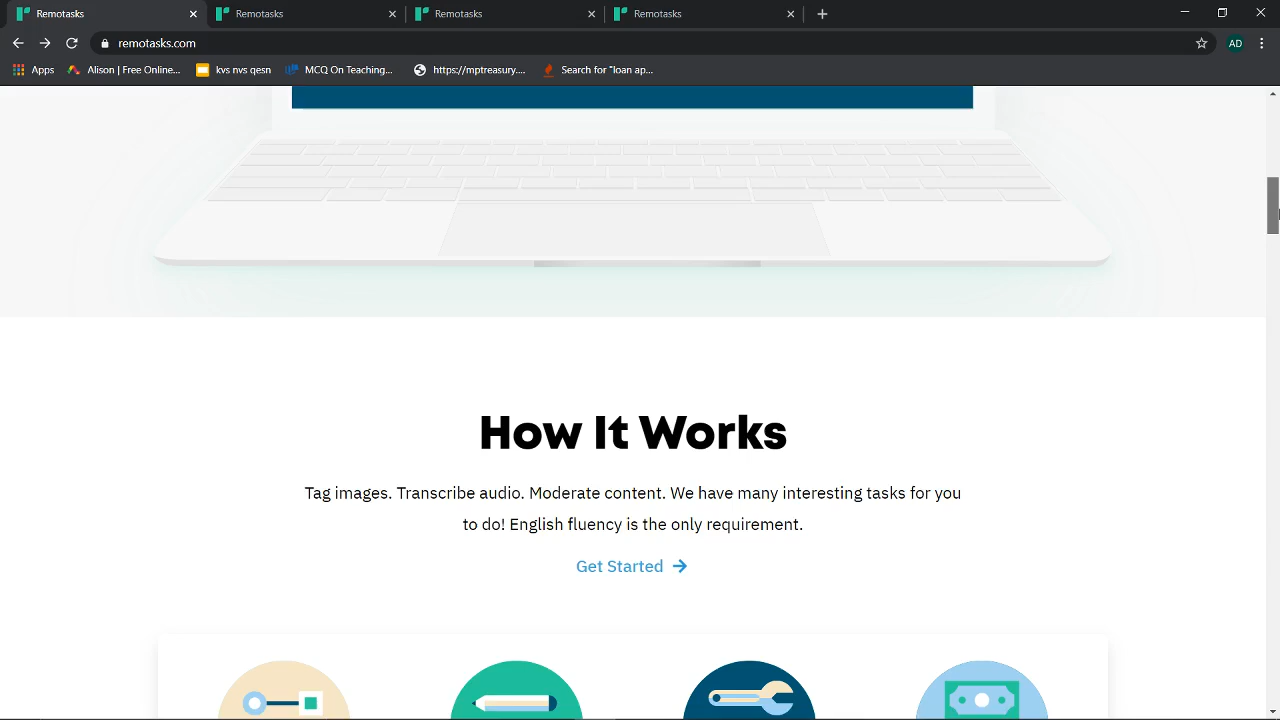 Remotasks
Remotasks
Remotasks
Remotasks
remotasks.com
AD
Apps
Alison | Free Online...
kvs nvs qesn
MCQ On Teaching...
https://mptreasury....
Search for "loan ap...
How It Works
Tag images. Transcribe audio. Moderate content. We have many interesting tasks for you
to do! English fluency is the only requirement.
Get Started